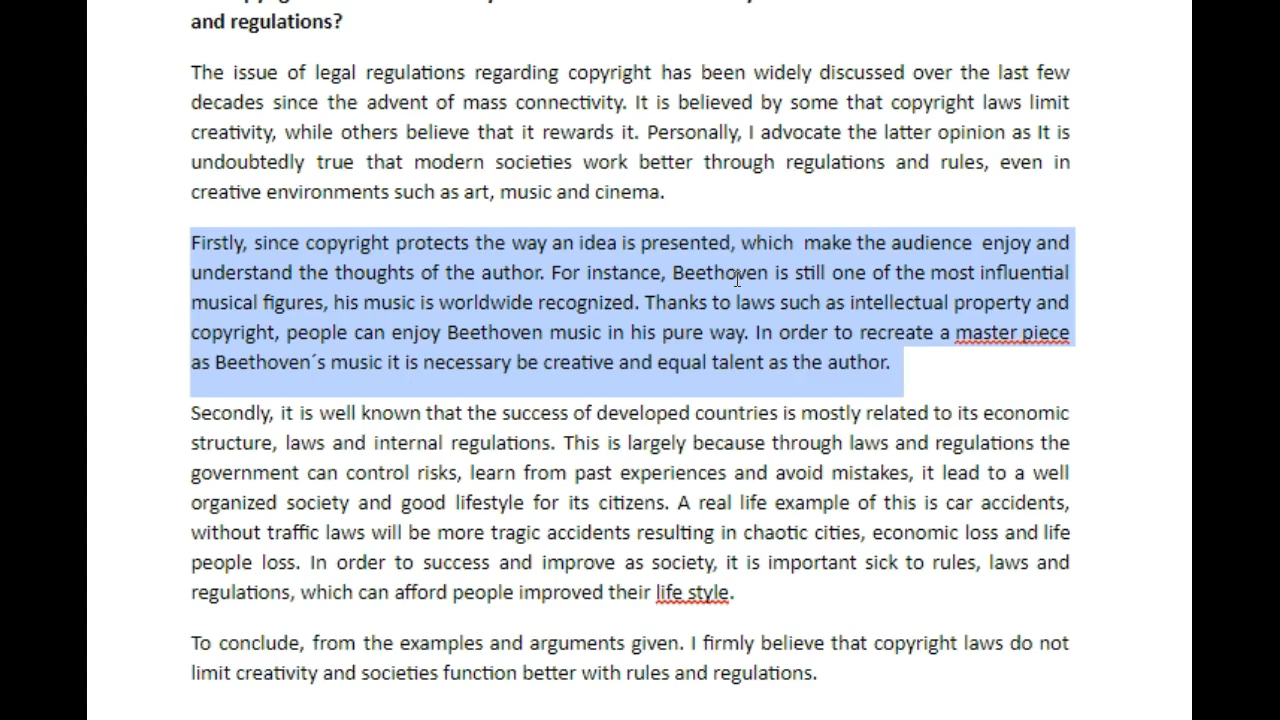 and regulations?
The issue of legal regulations regarding copyright has been widely discussed over the last few
decades since the advent of mass connectivity. It is believed by some that copyright laws limit
creativity, while others believe that it rewards it. Personally, I advocate the latter opinion as It is
undoubtedly true that modern societies work better through regulations and rules, even in
creative environments such as art, music and cinema.
Firstly, since copyright protects the way an idea is presented, which make the audience enjoy and
understand the thoughts of the author. For instance, Beethoven is still one of the most influential
musical figures, his music is worldwide recognized. Thanks to laws such as intellectual property and
copyright, people can enjoy Beethoven music in his pure way. In order to recreate a master piece
as Beethoven´s music it is necessary be creative and equal talent as the author.
Secondly, it is well known that the success of developed countries is mostly related to its economic
structure, laws and internal regulations. This is largely because through laws and regulations the
government can control risks, learn from past experiences and avoid mistakes, it lead to a well
organized society and good lifestyle for its citizens. A real life example of this is car accidents,
without traffic laws will be more tragic accidents resulting in chaotic cities, economic loss and life
people loss. In order to success and improve as society, it is important sick to rules, laws and
regulations, which can afford people improved their life style.
To conclude, from the examples and arguments given. I firmly believe that copyright laws do not
limit creativity and societies function better with rules and regulations.